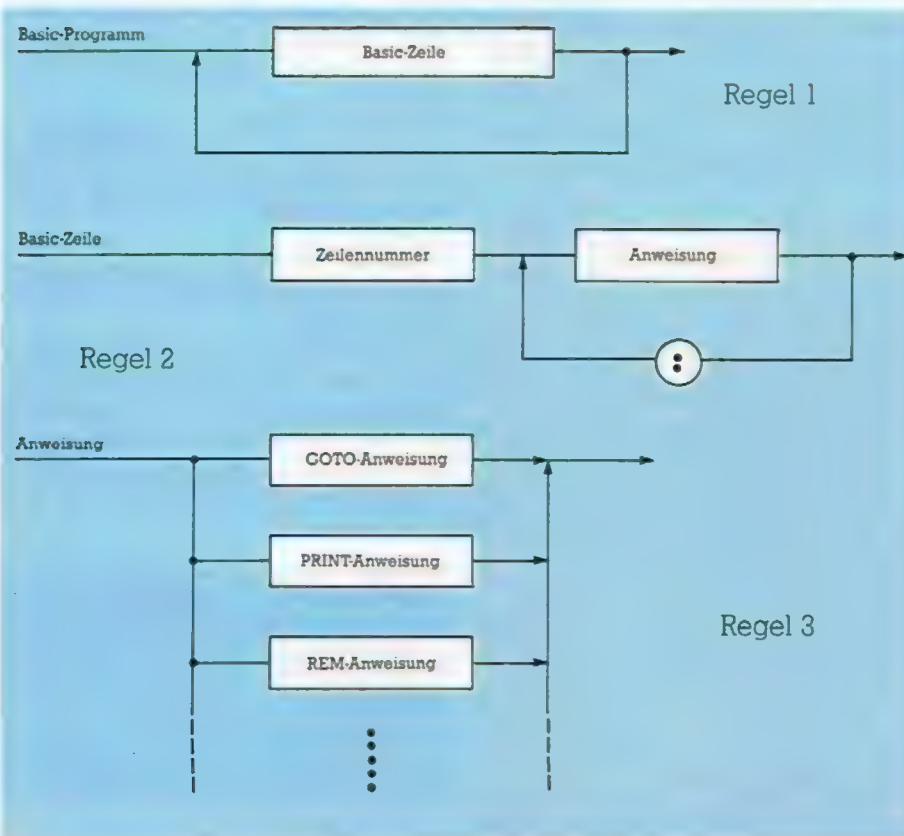 Basic-Programm
Basic-Zeile
Regel 1
Basic-Zeile
Zeilennummer
Anweisung
:
Regel 2
Anweisung
GOTO-Anweisung
PRINT-Anweisung
REM-Anweisung
Regel 3